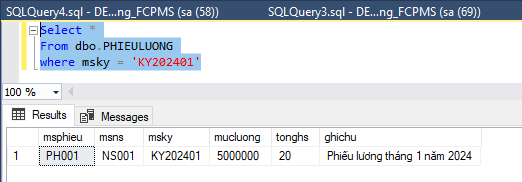 SQLQuery4.sql - DE...ng_FCPMS (sa (58))
SQLQuery3.sql - DE...ng_FCPMS (sa (69))
Select *
From dbo.PHIEULUONG
where msky = 'KY202401'
100 %
Results Messages
msphieu msns msky mucluong tonghs ghichu
1 PH001 NS001 KY202401 5000000 20 Phiếu lương tháng 1 năm 2024